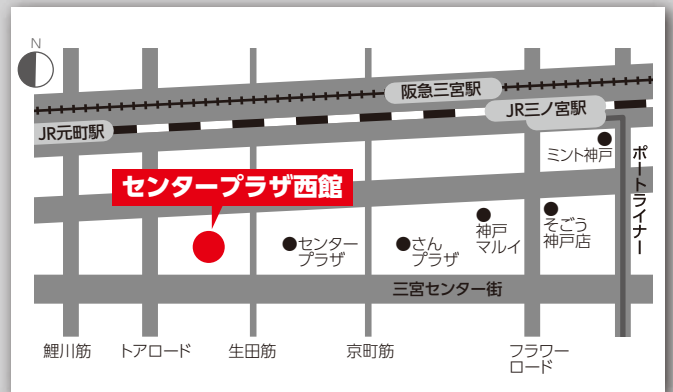 N
阪急三宮駅
JR三ノ宮駅
JR元町駅
ミント神戸
ポートライナー
センタープラザ西館
センター
プラザ
さん
プラザ
神戸
マルイ
そごう
神戸店
三宮センター街
鯉川筋
トアロード
生田筋
京町筋
フラワー
ロード